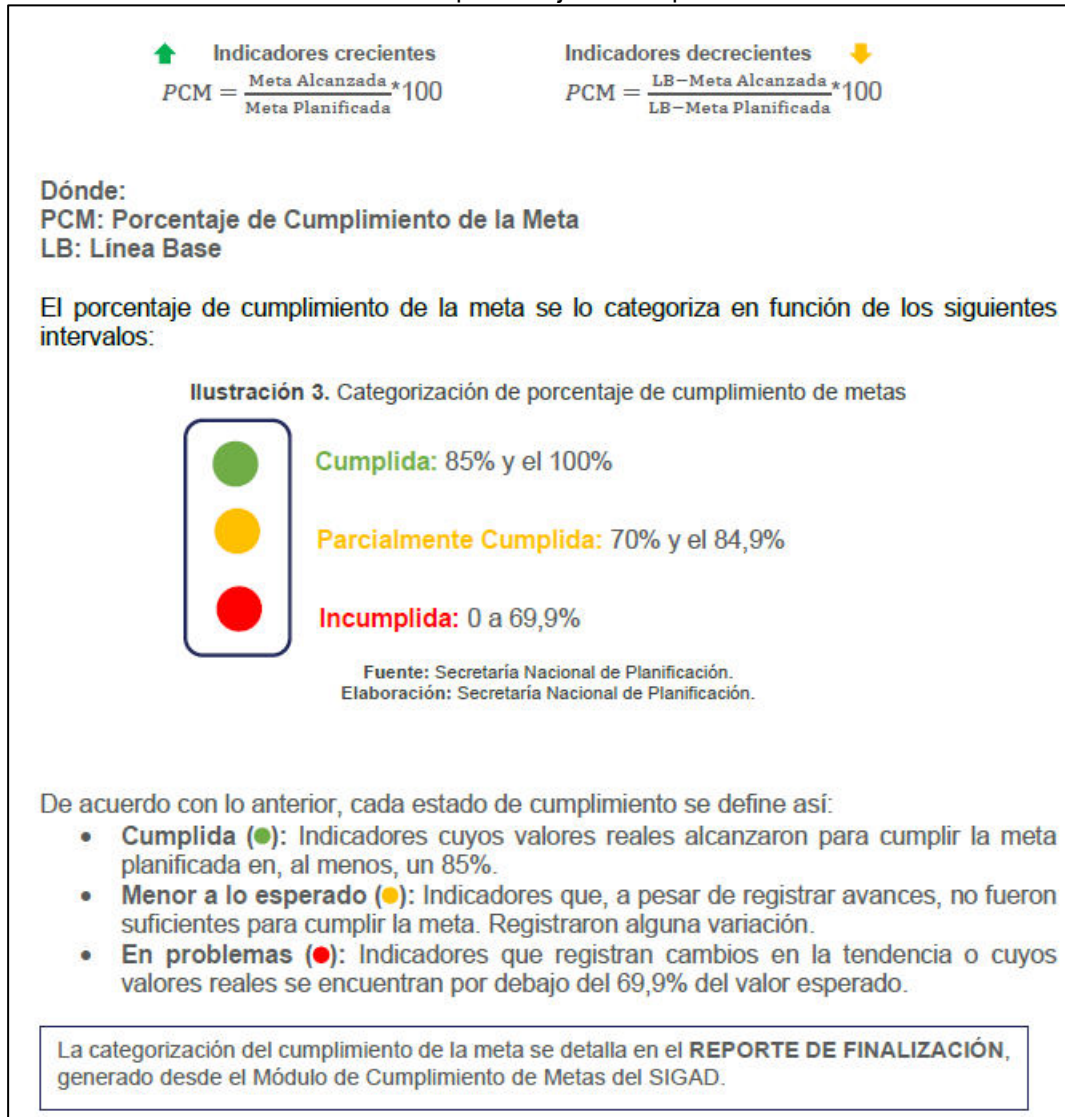 Indicadores crecientes
PCM = Meta Alcanzada / Meta Planificada *100
Indicadores decrecientes
PCM = LB−Meta Alcanzada / LB−Meta Planificada *100
Dónde:
PCM: Porcentaje de Cumplimiento de la Meta
LB: Línea Base
El porcentaje de cumplimiento de la meta se lo categoriza en función de los siguientes
intervalos:
Ilustración 3. Categorización de porcentaje de cumplimiento de metas
Cumplida: 85% y el 100%
Parcialmente Cumplida: 70% y el 84,9%
Incumplida: 0 a 69,9%
Fuente: Secretaría Nacional de Planificación.
Elaboración: Secretaría Nacional de Planificación.
De acuerdo con lo anterior, cada estado de cumplimiento se define así:
• Cumplida (●): Indicadores cuyos valores reales alcanzaron para cumplir la meta
planificada en, al menos, un 85%.
• Menor a lo esperado (●): Indicadores que, a pesar de registrar avances, no fueron
suficientes para cumplir la meta. Registraron alguna variación.
• En problemas (●): Indicadores que registran cambios en la tendencia o cuyos
valores reales se encuentran por debajo del 69,9% del valor esperado.
La categorización del cumplimiento de la meta se detalla en el REPORTE DE FINALIZACIÓN,
generado desde el Módulo de Cumplimiento de Metas del SIGAD.